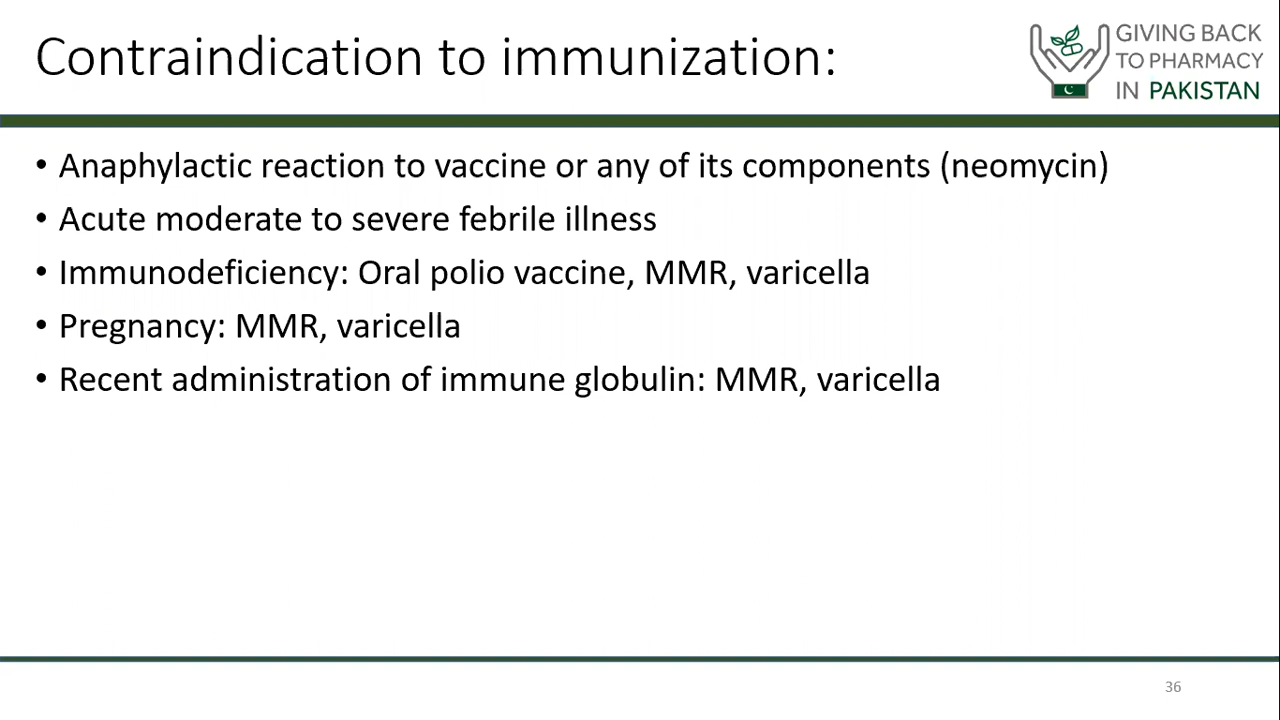 Contraindication to immunization:
GIVING BACK
TO PHARMACY
IN PAKISTAN
• Anaphylactic reaction to vaccine or any of its components (neomycin)
• Acute moderate to severe febrile illness
• Immunodeficiency: Oral polio vaccine, MMR, varicella
• Pregnancy: MMR, varicella
• Recent administration of immune globulin: MMR, varicella
36